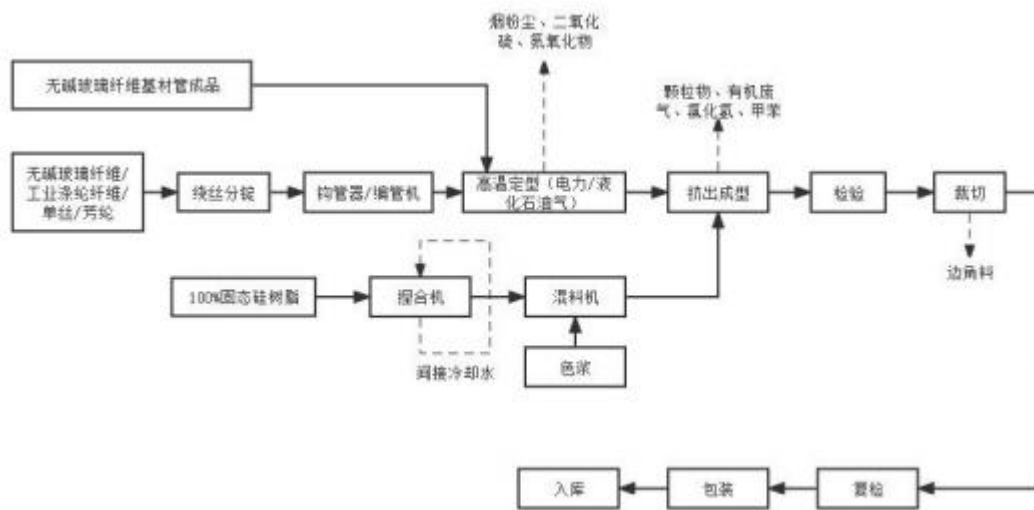 烟粉尘、二氧化
硫、氮氧化物
无碱玻璃纤维基材管成品
颗粒物、有机废
气、氯化氢、甲苯
无碱玻璃纤维/
工业涤纶纤维/
单丝/芳纶
绕丝分锭
钩管器/编管机
高温定型（电力/液
化石油气）
挤出成型
检验
裁切
边角料
100%固态硅树脂
捏合机
混料机
间接冷却水
色浆
入库
包装
复检